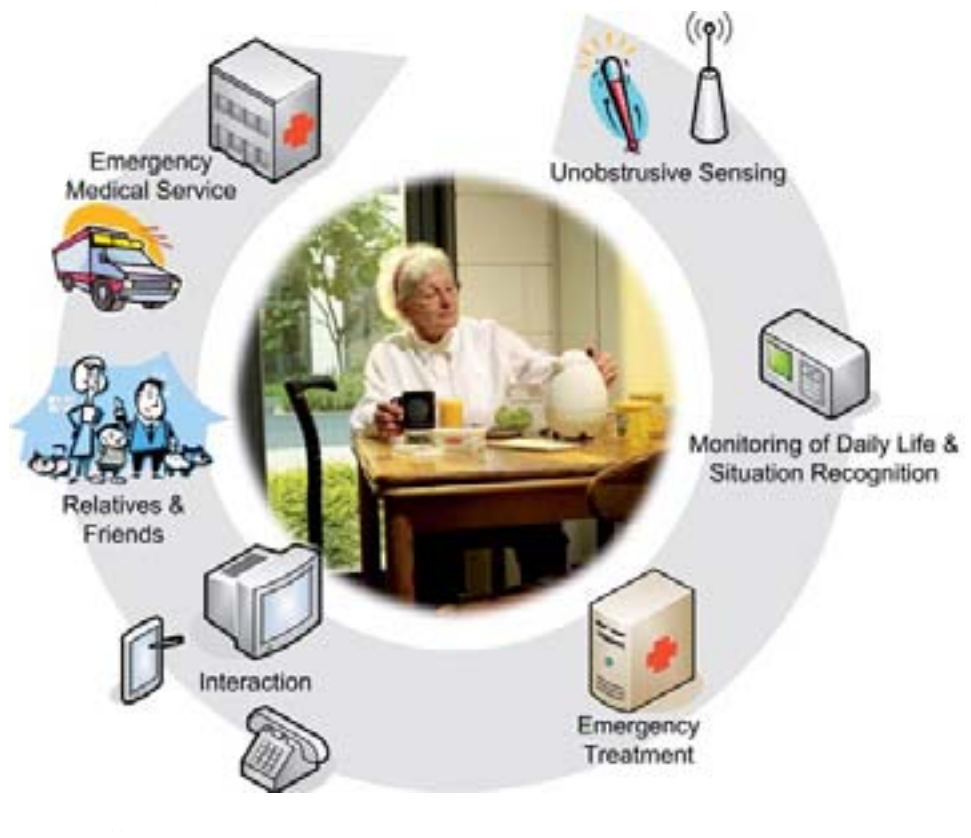 Emergency
Medical Service
Unobstrusive Sensing
Monitoring of Daily Life &
Situation Recognition
Relatives &
Friends
Interaction
Emergency
Treatment